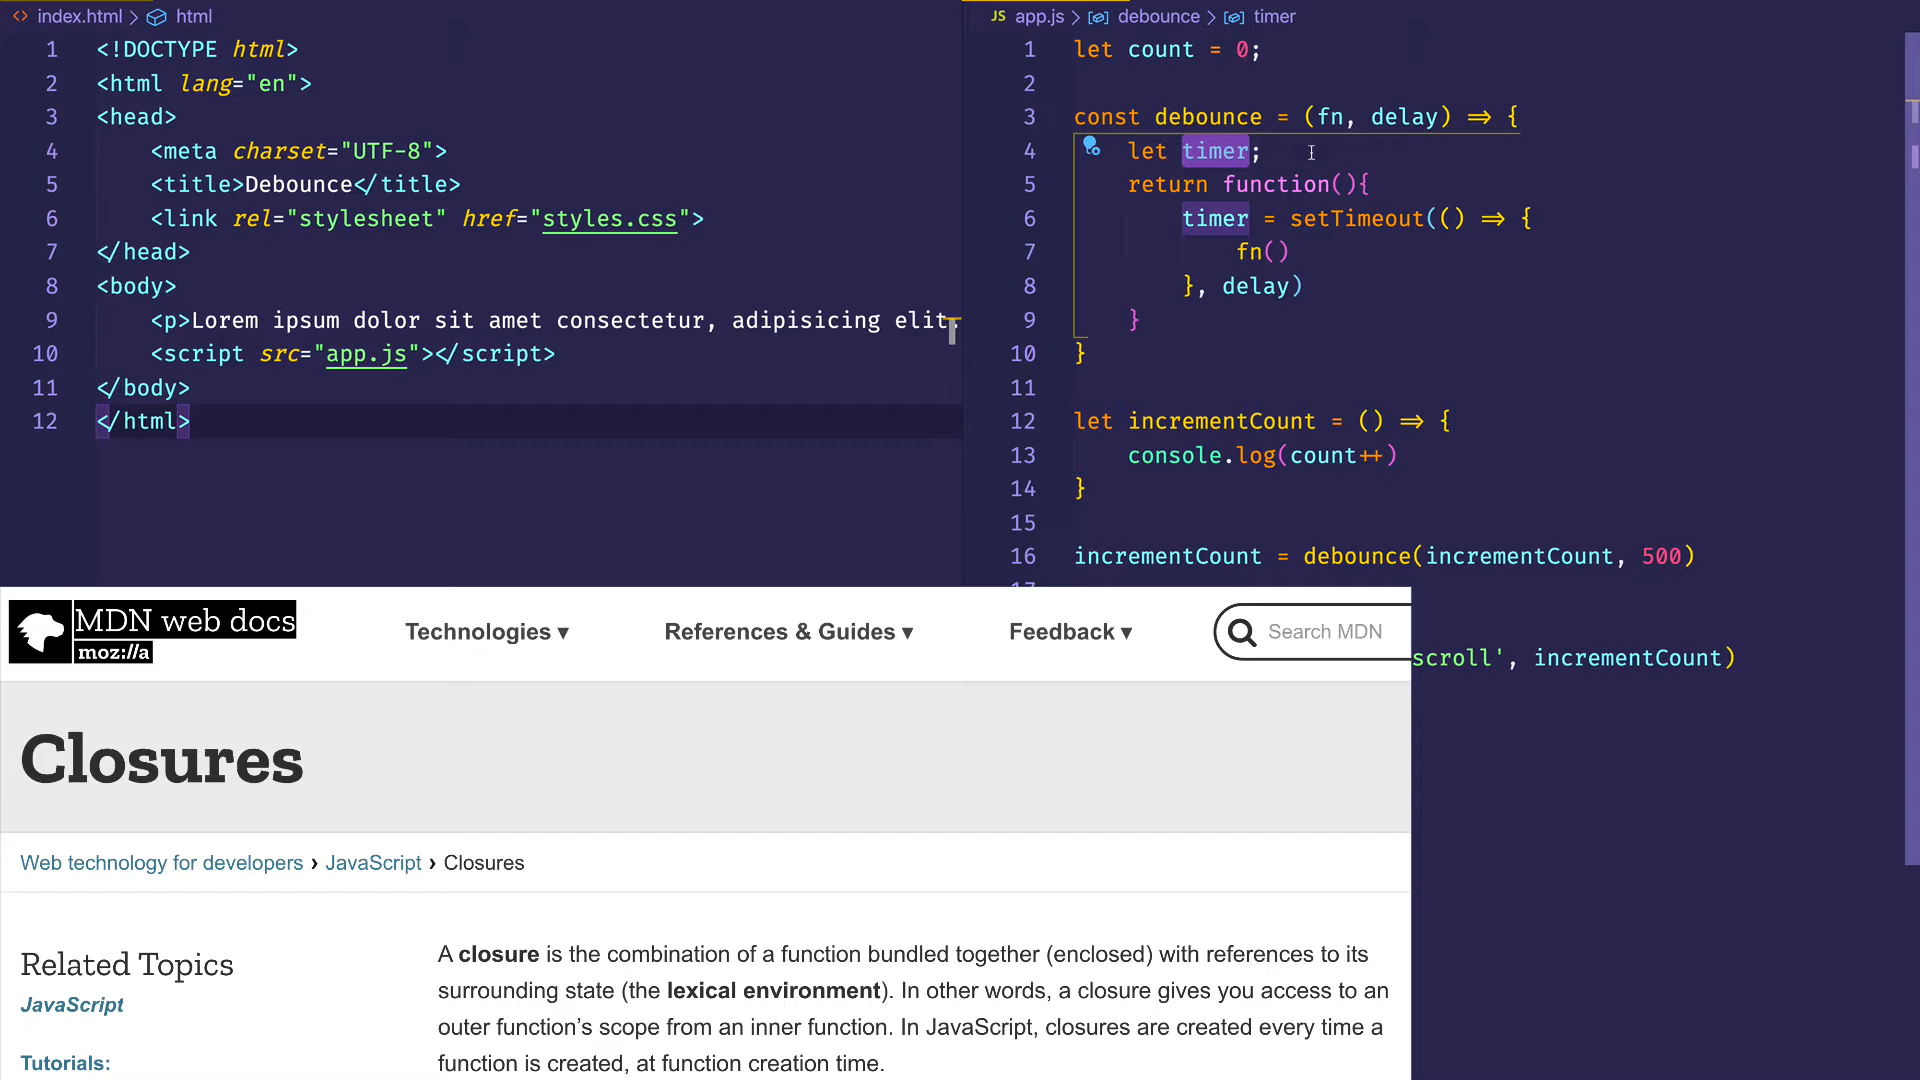 index.html > html
1 <!DOCTYPE html>
2 <html lang="en">
3 <head>
4 <meta charset="UTF-8">
5 <title>Debounce</title>
6 <link rel="stylesheet" href="styles.css">
7 </head>
8 <body>
9 <p>Lorem ipsum dolor sit amet consectetur, adipisicing elit.
10 <script src="app.js"></script>
11 </body>
12 </html>
JS app.js > debounce > timer
1 let count = 0;
2
3 const debounce = (fn, delay) => {
4 let timer;
5 return function(){
6 timer = setTimeout(() => {
7 fn()
8 }, delay)
9 }
10 }
11
12 let incrementCount = () => {
13 console.log(count++)
14 }
15
16 incrementCount = debounce(incrementCount, 500)
scroll', incrementCount)
MDN web docs
moz://a
Technologies ▾ References & Guides ▾ Feedback ▾ Search MDN
Closures
Web technology for developers › JavaScript › Closures
Related Topics
JavaScript
Tutorials:
A closure is the combination of a function bundled together (enclosed) with references to its
surrounding state (the lexical environment). In other words, a closure gives you access to an
outer function’s scope from an inner function. In JavaScript, closures are created every time a
function is created, at function creation time.